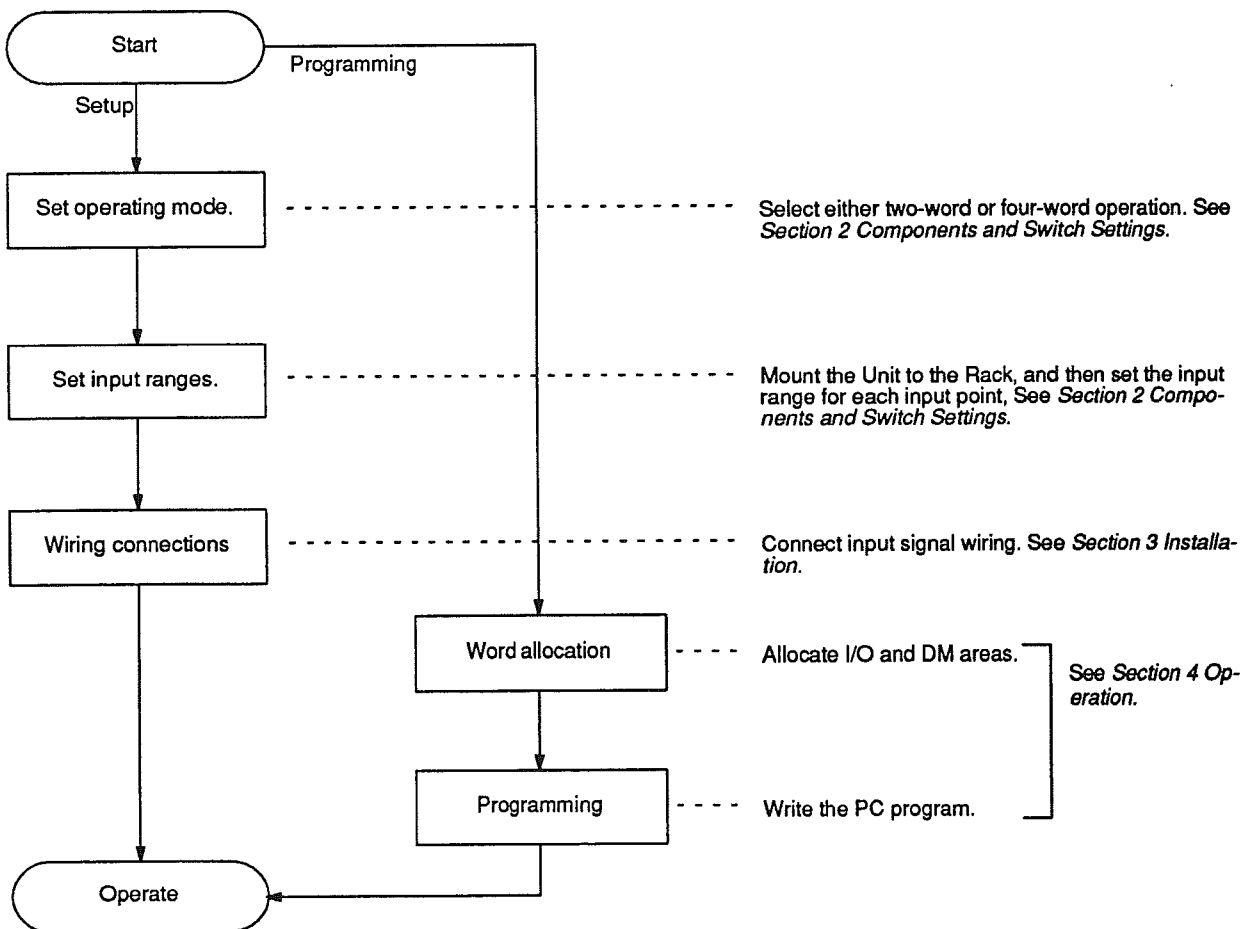 Start
Programming
Setup
Set operating mode.
Select either two-word or four-word operation. See
Section 2 Components and Switch Settings.
Set input ranges.
Mount the Unit to the Rack, and then set the input
range for each input point, See Section 2 Compo-
nents and Switch Settings.
Wiring connections
Connect input signal wiring. See Section 3 Installa-
tion.
Word allocation
Allocate I/O and DM areas.
See Section 4 Op-
eration.
Programming
Write the PC program.
Operate